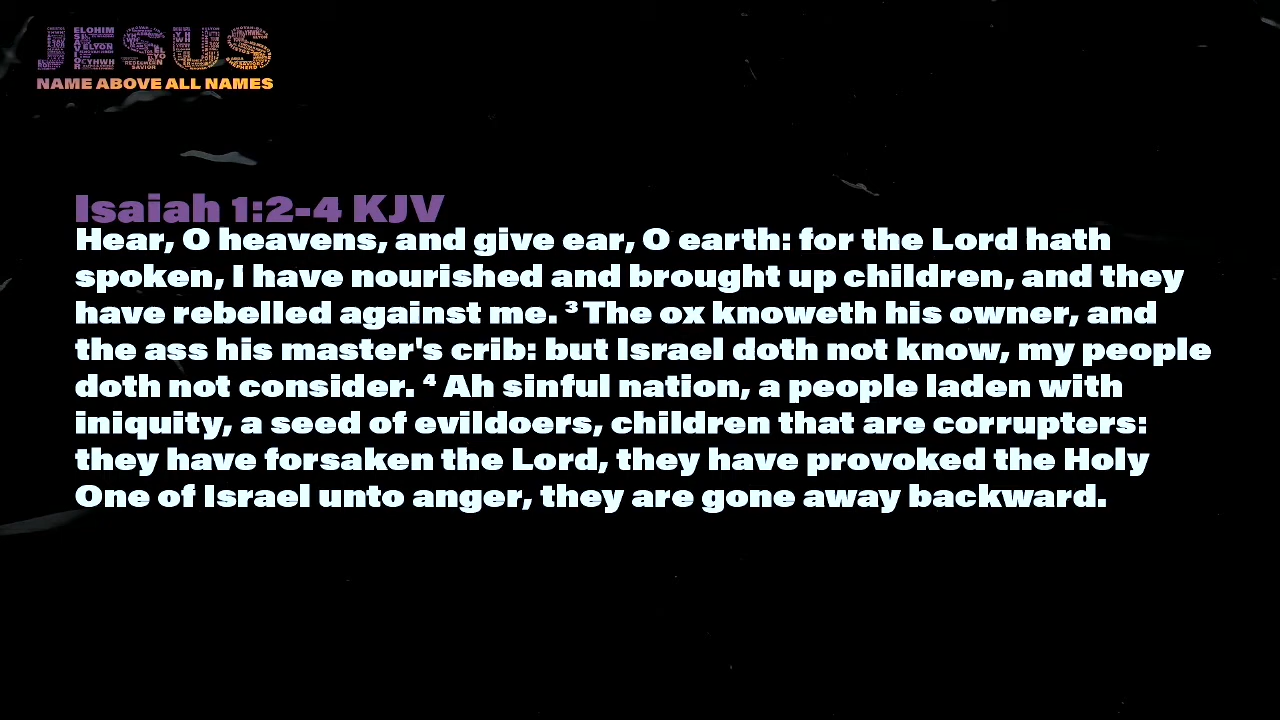 JESUS
NAME ABOVE ALL NAMES
Isaiah 1:2-4 KJV
Hear, O heavens, and give ear, O earth: for the Lord hath
spoken, I have nourished and brought up children, and they
have rebelled against me. ³ The ox knoweth his owner, and
the ass his master's crib: but Israel doth not know, my people
doth not consider. ⁴ Ah sinful nation, a people laden with
iniquity, a seed of evildoers, children that are corrupters:
they have forsaken the Lord, they have provoked the Holy
One of Israel unto anger, they are gone away backward.